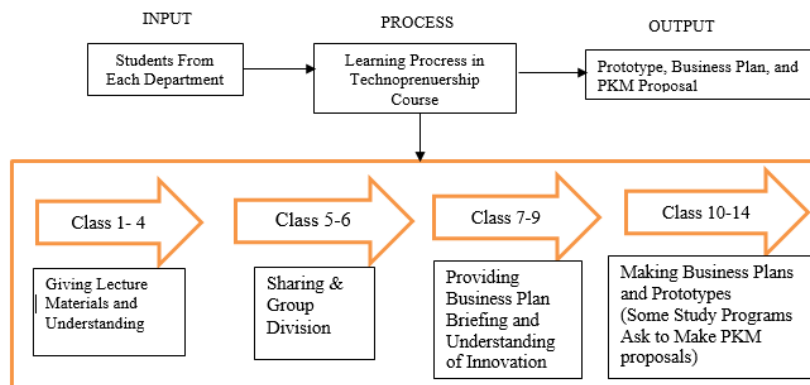 INPUT
PROCESS
OUTPUT
Students From
Each Department
Learning Process in
Technoprenuership
Course
Prototype, Business Plan, and
PKM Proposal
Class 1- 4
Class 5-6
Class 7-9
Class 10-14
Giving Lecture
Materials and
Understanding
Sharing &
Group
Division
Providing
Business Plan
Briefing and
Understanding
of Innovation
Making Business Plans
and Prototypes
(Some Study Programs
Ask to Make PKM
proposals)